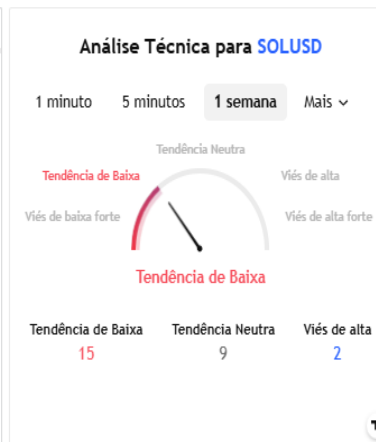 Análise Técnica para SOLUSD
1 minuto 5 minutos 1 semana Mais
Tendência Neutra
Tendência de Baixa Viés de alta
Viés de baixa forte Viés de alta forte
Tendência de Baixa
Tendência de Baixa Tendência Neutra Viés de alta
15 9 2